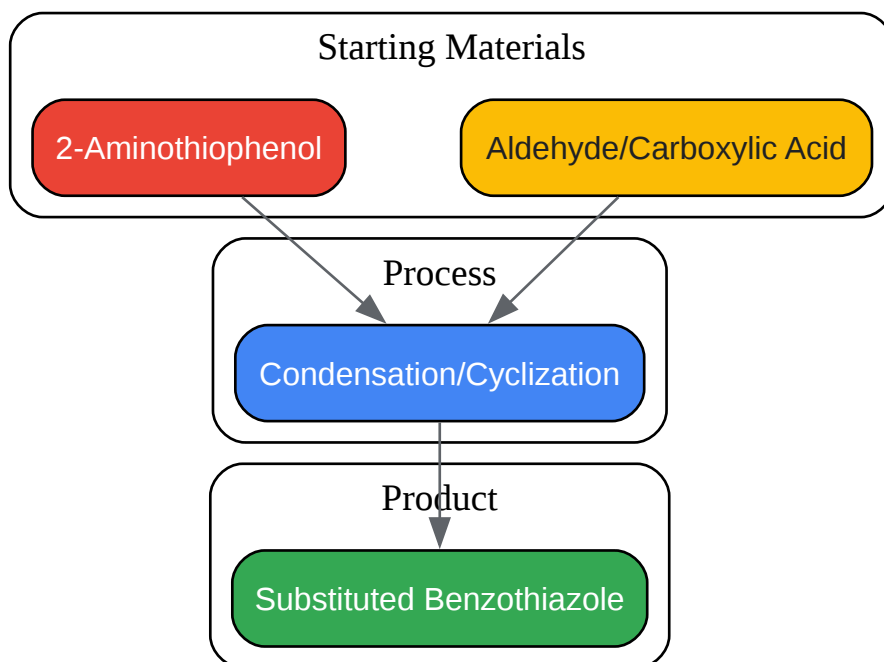 Starting Materials
2-Aminothiophenol
Aldehyde/Carboxylic Acid
Process
Condensation/Cyclization
Product
Substituted Benzothiazole